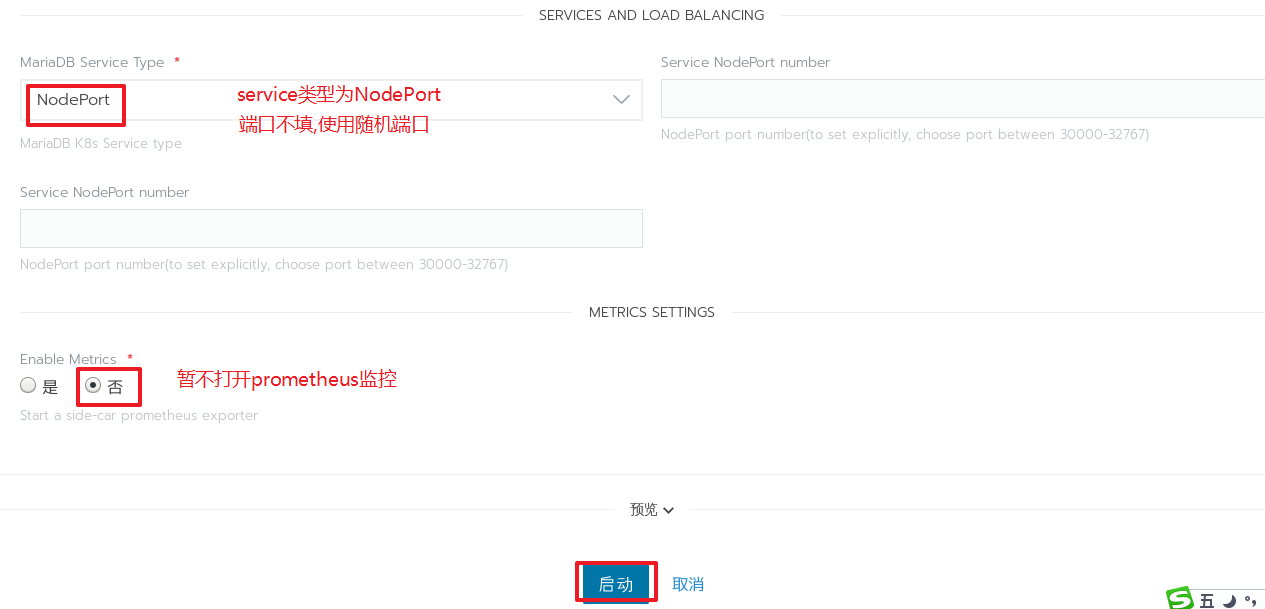 SERVICES AND LOAD BALANCING
MariaDB Service Type *
Service NodePort number
NodePort
service类型为NodePort
端口不填,使用随机端口
MariaDB K8s Service type
NodePort port number(to set explicitly, choose port between 30000-32767)
Service NodePort number
NodePort port number(to set explicitly, choose port between 30000-32767)
METRICS SETTINGS
Enable Metrics *
是 否
暂不打开prometheus监控
Start a side-car prometheus exporter
预览
启动 取消
S 五